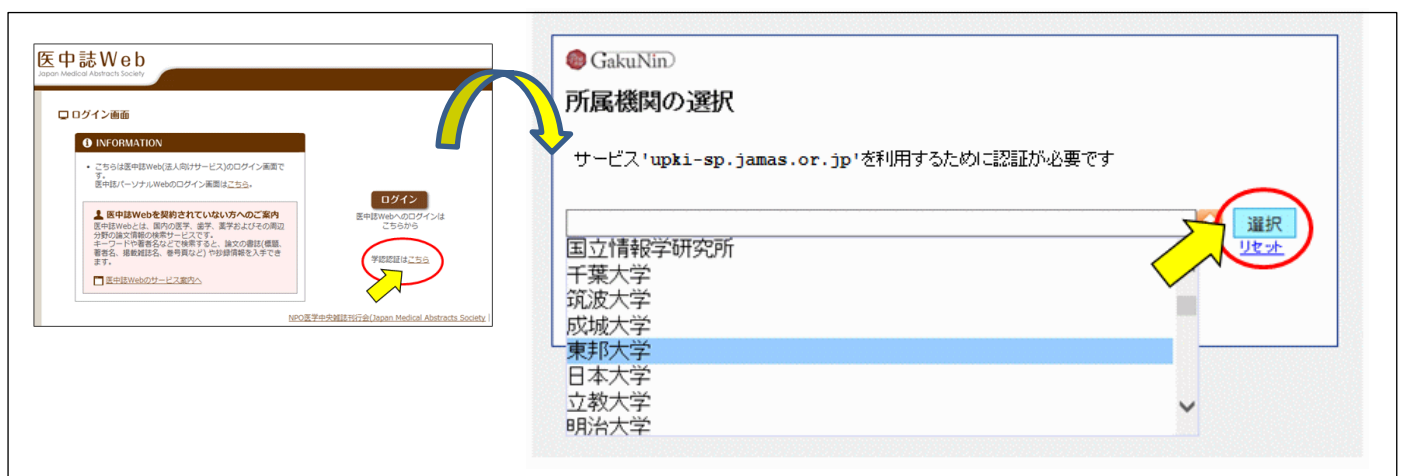 医中誌Web
Japan Medical Abstracts Society
ログイン画面
INFORMATION
・ こちらは医中誌Web(法人向けサービス)のログイン画面で
す。
医中誌パーソナルWebのログイン画面はこちら。
医中誌Webを契約されていない方へのご案内
医中誌Webとは、国内の医学、歯学、薬学およびその周辺
分野の論文情報の検索サービスです。
キーワードや著者名などで検索すると、論文の書誌(標題、
著者名、掲載雑誌名、巻号頁など) や抄録情報を入手でき
ます。
医中誌Webのサービス案内へ
ログイン
医中誌Webへのログインは
こちらから
学認認証はこちら
NPO医学中央雑誌刊行会(Japan Medical Abstracts Society)
GakuNin
所属機関の選択
サービス'upki-sp.jamas.or.jp'を利用するために認証が必要です
選択
リセット
国立情報学研究所
千葉大学
筑波大学
成城大学
東邦大学
日本大学
立教大学
明治大学